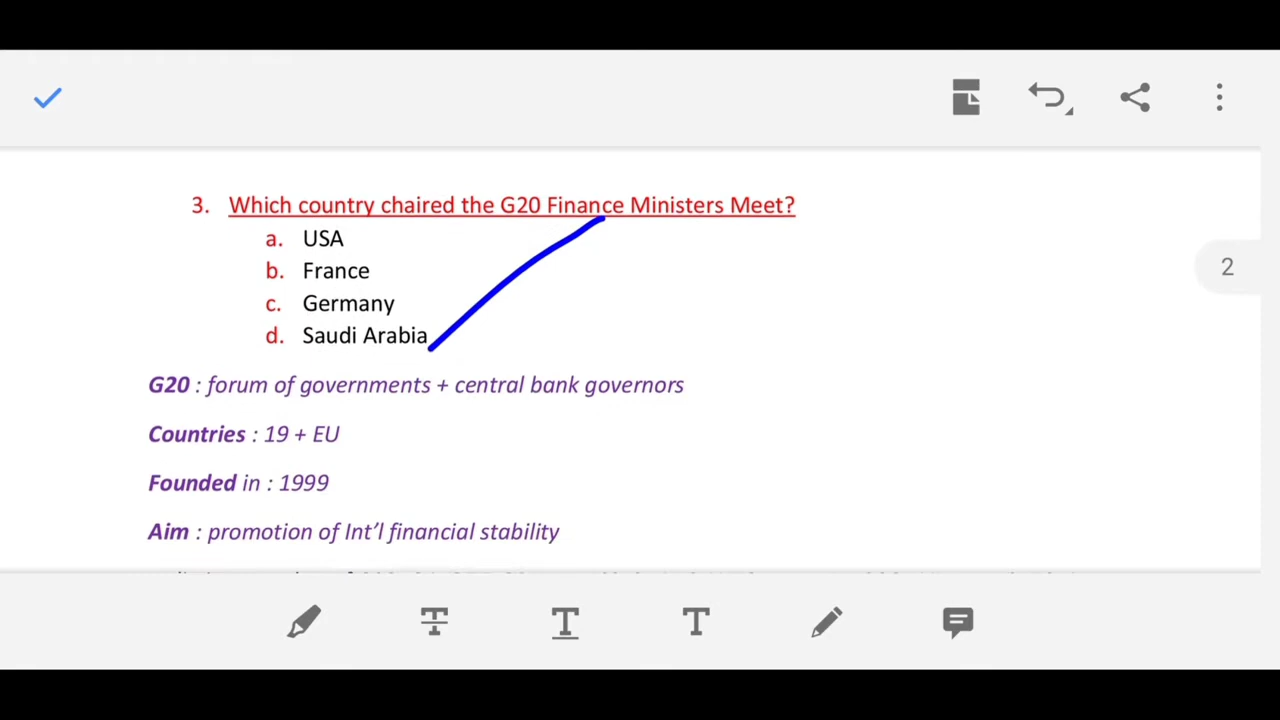 3. Which country chaired the G20 Finance Ministers Meet?
a. USA
b. France
c. Germany
d. Saudi Arabia
2
G20 : forum of governments + central bank governors
Countries : 19 + EU
Founded in : 1999
Aim : promotion of Int'l financial stability
T T T